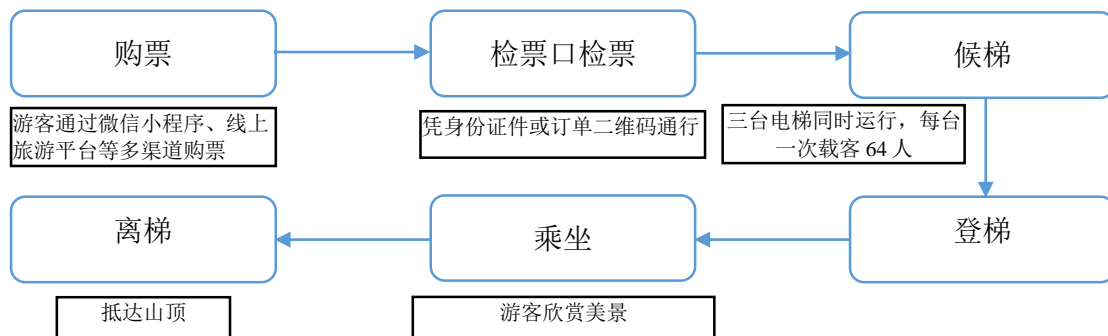 购票
检票口检票
候梯
游客通过微信小程序、线上
旅游平台等多渠道购票
凭身份证件或订单二维码通行
三台电梯同时运行，每台
一次载客 64 人
登梯
乘坐
离梯
游客欣赏美景
抵达山顶